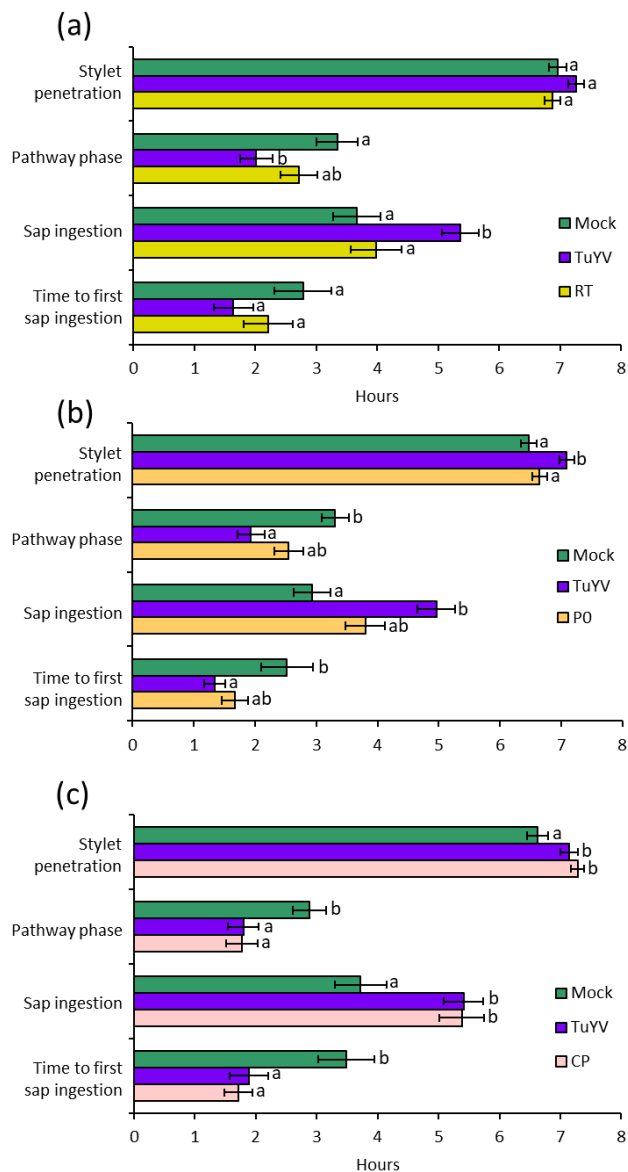 (a)
Stylet
penetration
a
a
a
Pathway phase
a
b
ab
Sap ingestion
a
b
a
Time to first
sap ingestion
a
a
a
Mock
TuYV
RT
0 1 2 3 4 5 6 7 8
Hours
(b)
Stylet
penetration
a
b
a
Pathway phase
b
a
ab
Sap ingestion
a
b
ab
Time to first
sap ingestion
b
a
ab
Mock
TuYV
P0
0 1 2 3 4 5 6 7 8
(c)
Stylet
penetration
a
b
b
Pathway phase
b
a
a
Sap ingestion
a
b
b
Time to first
sap ingestion
b
a
a
Mock
TuYV
CP
0 1 2 3 4 5 6 7 8
Hours